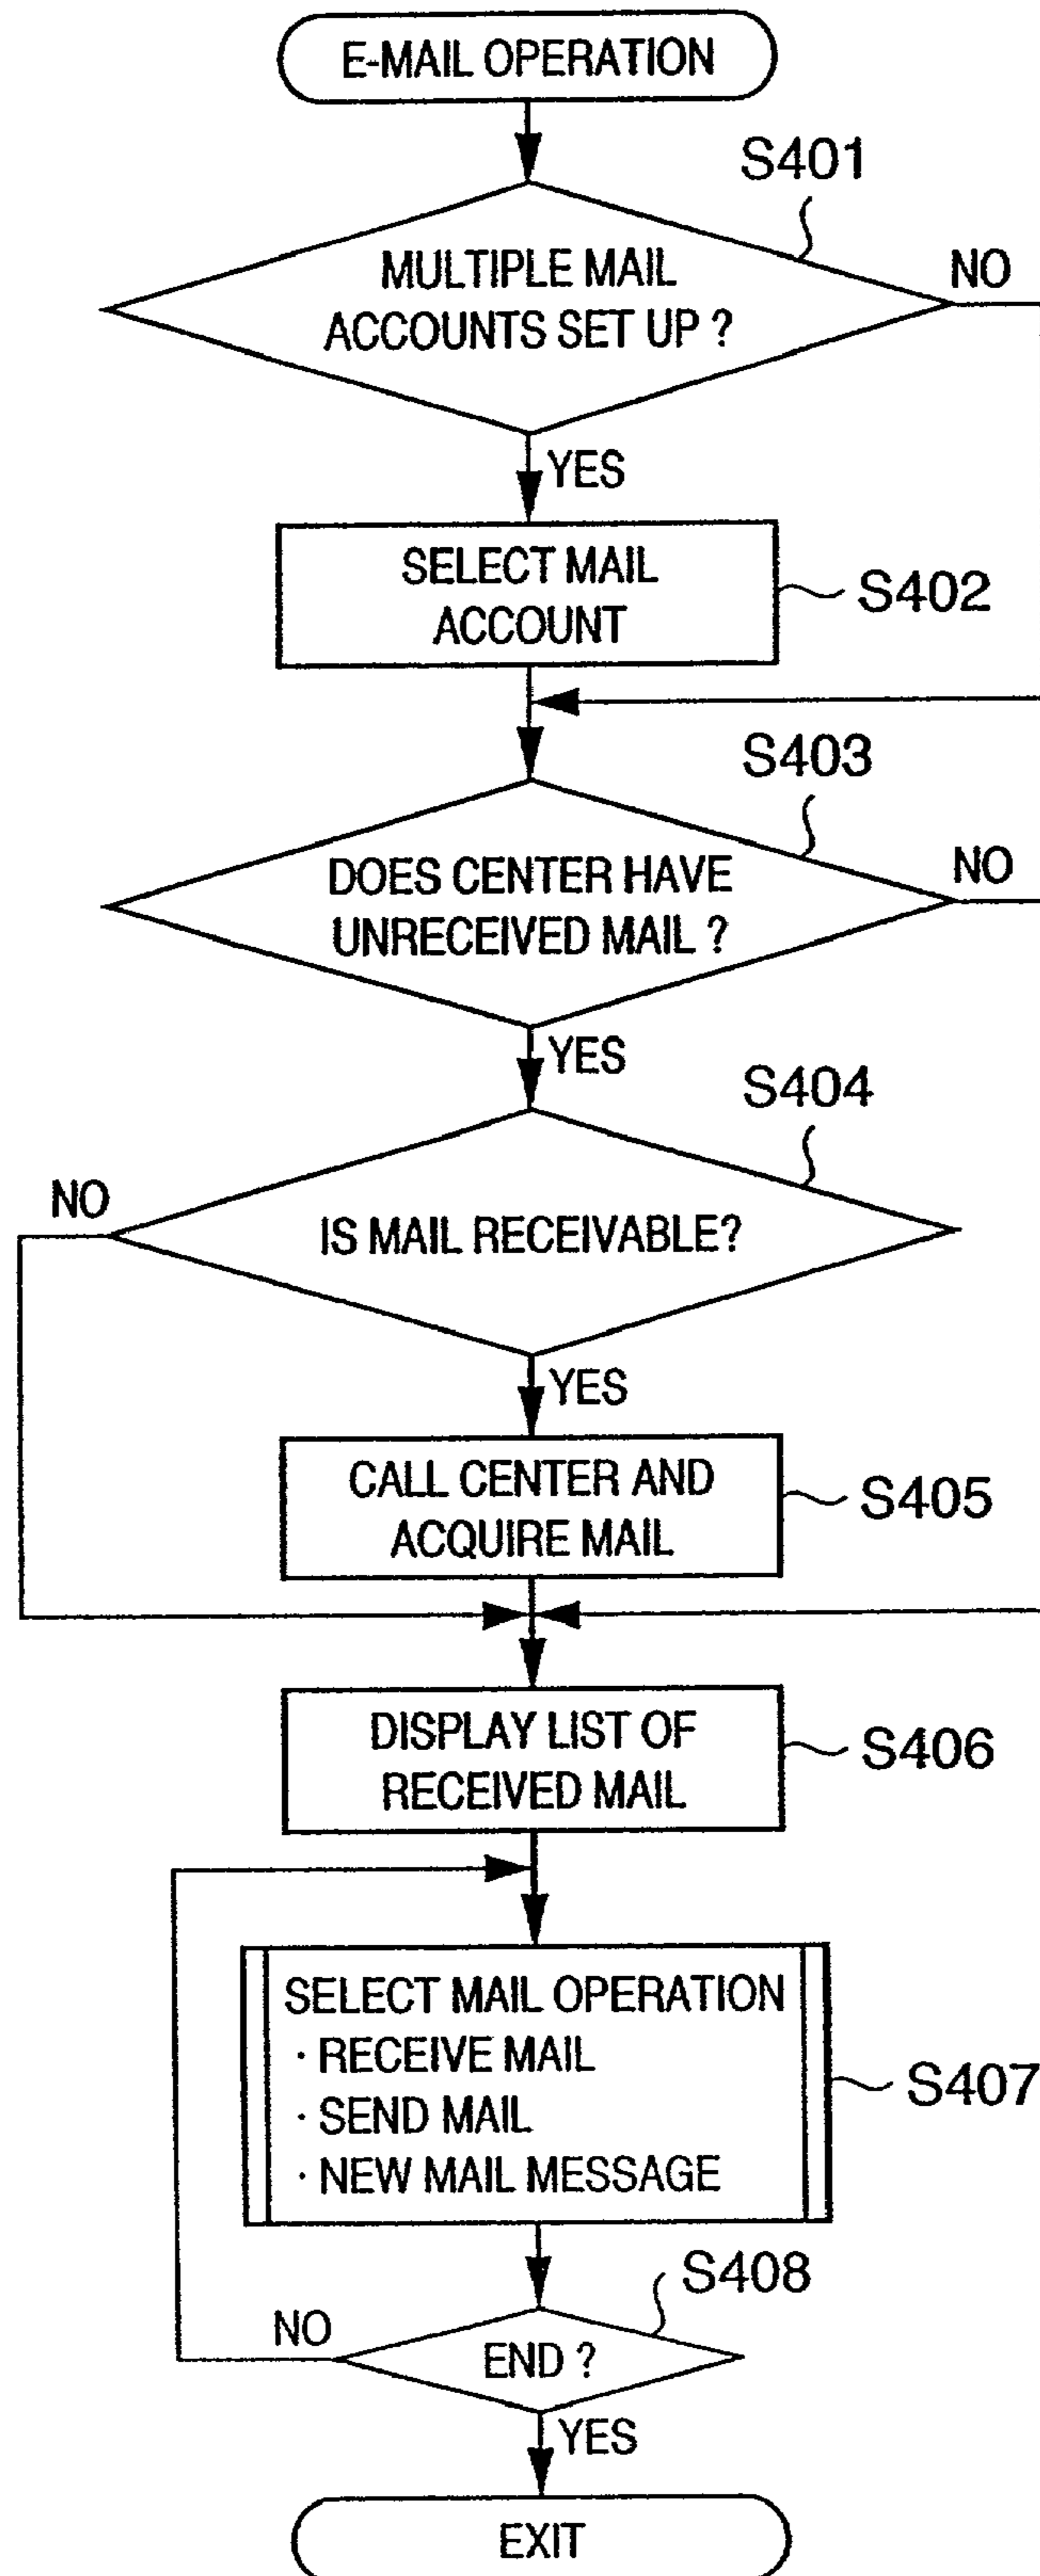 E-MAIL OPERATION
S401
MULTIPLE MAIL
ACCOUNTS SET UP ?
NO
YES
SELECT MAIL
ACCOUNT
S402
S403
DOES CENTER HAVE
UNRECEIVED MAIL ?
NO
YES
S404
NO
IS MAIL RECEIVABLE?
YES
CALL CENTER AND
ACQUIRE MAIL
S405
DISPLAY LIST OF
RECEIVED MAIL
S406
SELECT MAIL OPERATION
· RECEIVE MAIL
· SEND MAIL
· NEW MAIL MESSAGE
S407
S408
NO
END ?
YES
EXIT